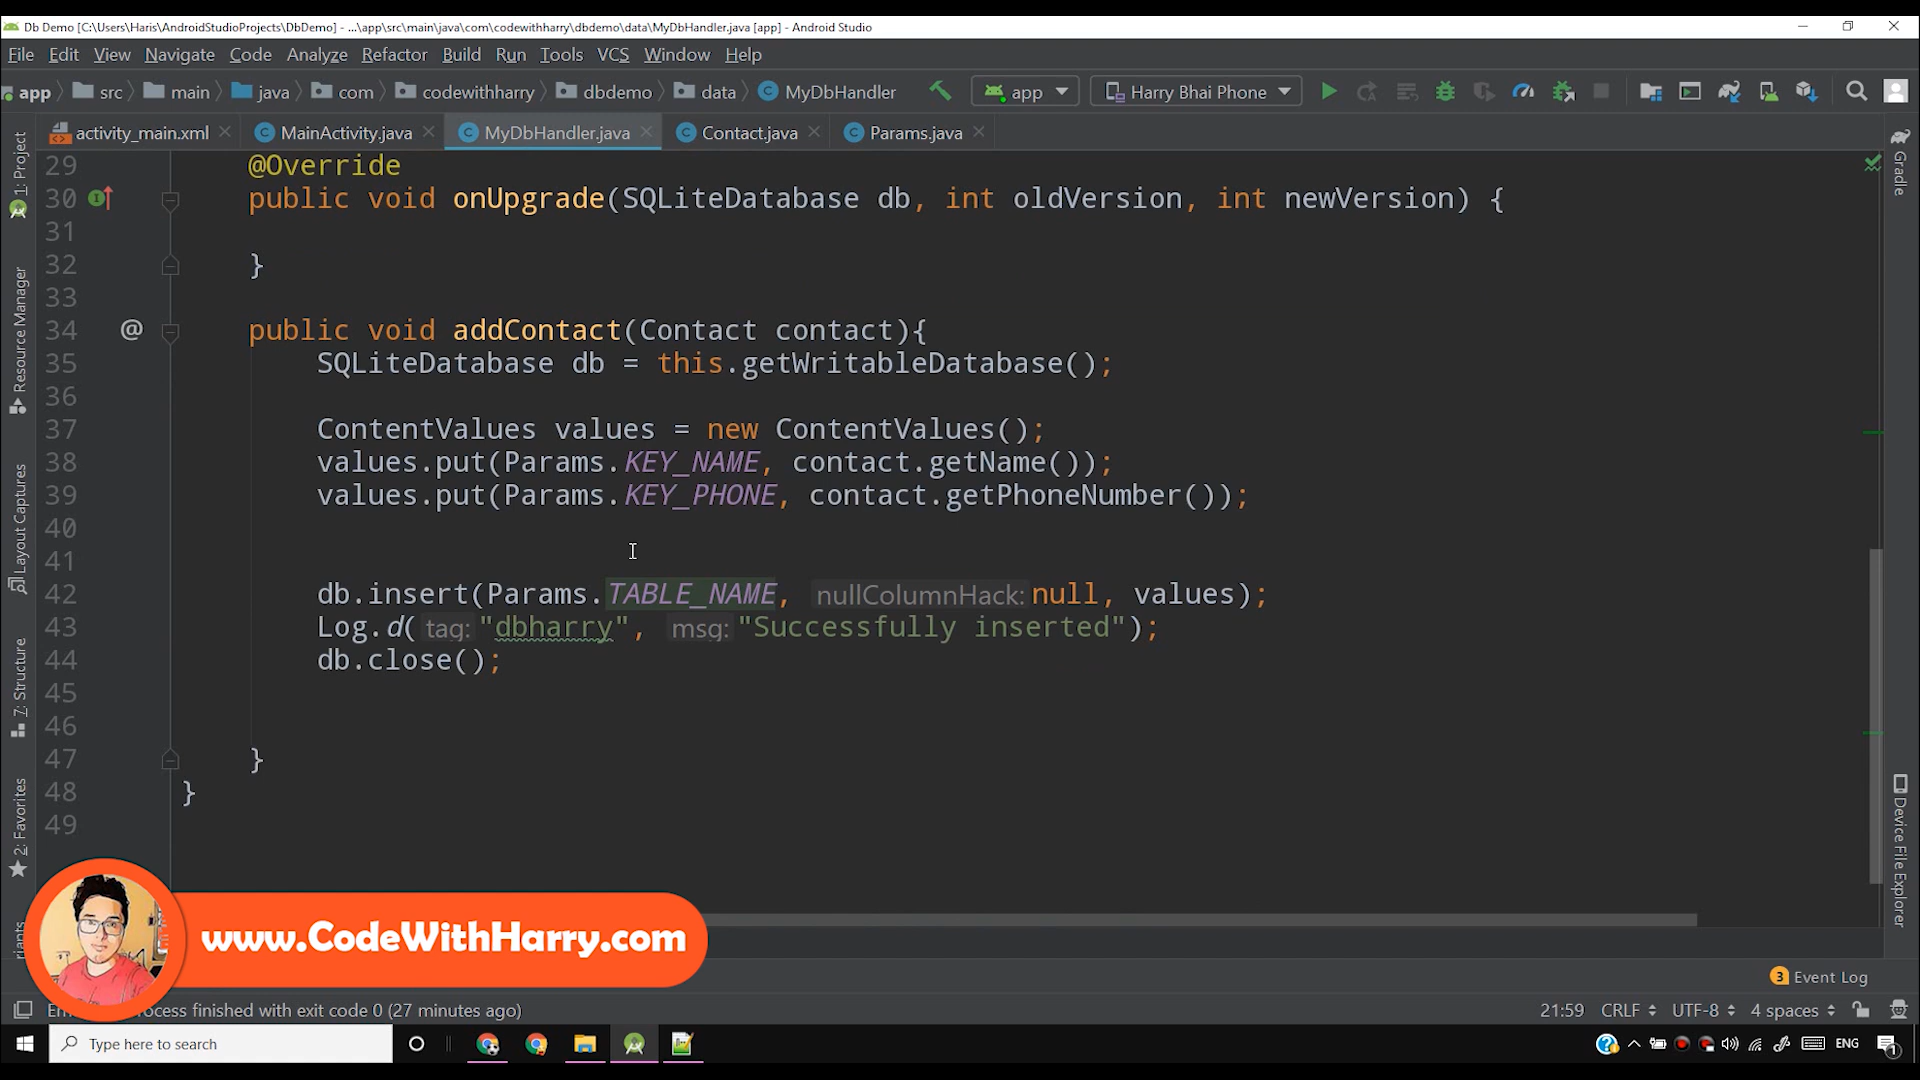 Db Demo [C:\Users\Haris\AndroidStudioProjects\DbDemo] - ...\app\src\main\java\com\codewithharry\dbdemo\data\MyDbHandler.java [app] - Android Studio
File Edit View Navigate Code Analyze Refactor Build Run Tools VCS Window Help
app src main java com codewithharry dbdemo data MyDbHandler app Harry Bhai Phone
activity_main.xml MainActivity.java MyDbHandler.java Contact.java Params.java
1: Project
Resource Manager
Layout Captures
7: Structure
2: Favorites
29 @Override
30 public void onUpgrade(SQLiteDatabase db, int oldVersion, int newVersion) {
31
32 }
33
34 @ public void addContact(Contact contact){
35 SQLiteDatabase db = this.getWritableDatabase();
36
37 ContentValues values = new ContentValues();
38 values.put(Params.KEY_NAME, contact.getName());
39 values.put(Params.KEY_PHONE, contact.getPhoneNumber());
40
41
42 db.insert(Params.TABLE_NAME, nullColumnHack: null, values);
43 Log.d( tag: "dbharry", msg: "Successfully inserted");
44 db.close();
45
46
47 }
48 }
49
Gradle
Device File Explorer
www.CodeWithHarry.com
3 Event Log
rocess finished with exit code 0 (27 minutes ago) 21:59 CRLF UTF-8 4 spaces
Type here to search ENG 1